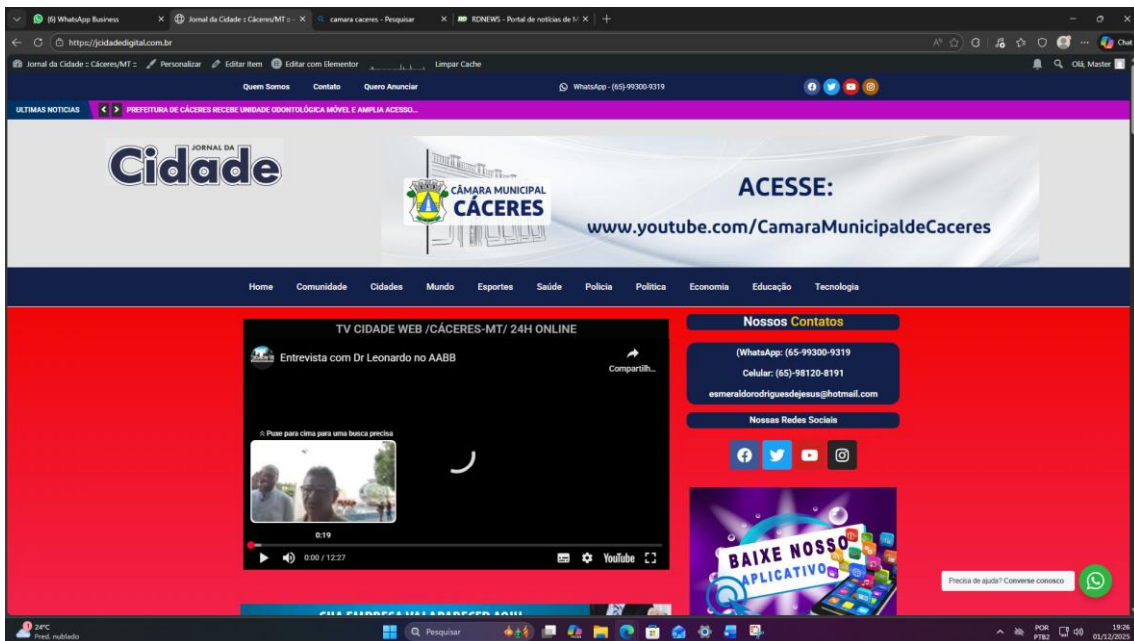 (6) WhatsApp Business
Jornal da Cidade :: Cáceres/MT ::
camara caceres - Pesquisar
RDNEWS - Portal de notícias de M
https://jcidadedigital.com.br
Chat
Jornal da Cidade :: Cáceres/MT ::
Personalizar
Editar Item
Editar com Elementor
Limpar Cache
Olá, Master
Quem Somos
Contato
Quero Anunciar
WhatsApp - (65)-99300-9319
ULTIMAS NOTICIAS
PREFEITURA DE CÁCERES RECEBE UNIDADE ODONTOLÓGICA MÓVEL E AMPLIA ACESSO...
JORNAL DA
Cidade
CÂMARA MUNICIPAL
CÁCERES
ACESSE:
www.youtube.com/CamaraMunicipaldeCaceres
Home
Comunidade
Cidades
Mundo
Esportes
Saúde
Policia
Politica
Economia
Educação
Tecnologia
TV CIDADE WEB /CÁCERES-MT/ 24H ONLINE
Entrevista com Dr Leonardo no AABB
Compartilh...
Puxe para cima para uma busca precisa
0:19
0:00 / 12:27
YouTube
Nossos Contatos
(WhatsApp: (65-99300-9319
Celular: (65)-98120-8191
esmeraldorodriguesdejesus@hotmail.com
Nossas Redes Sociais
BAIXE NOSSO
APLICATIVO
Precisa de ajuda? Converse conosco
SUA EMPRESA VAI APARECER AQUI
1
24°C
Pred. nublado
Pesquisar
POR
PTB2
19:26
01/12/2025